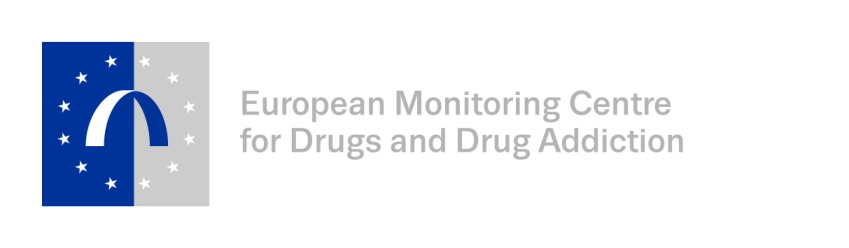 European Monitoring Centre
for Drugs and Drug Addiction